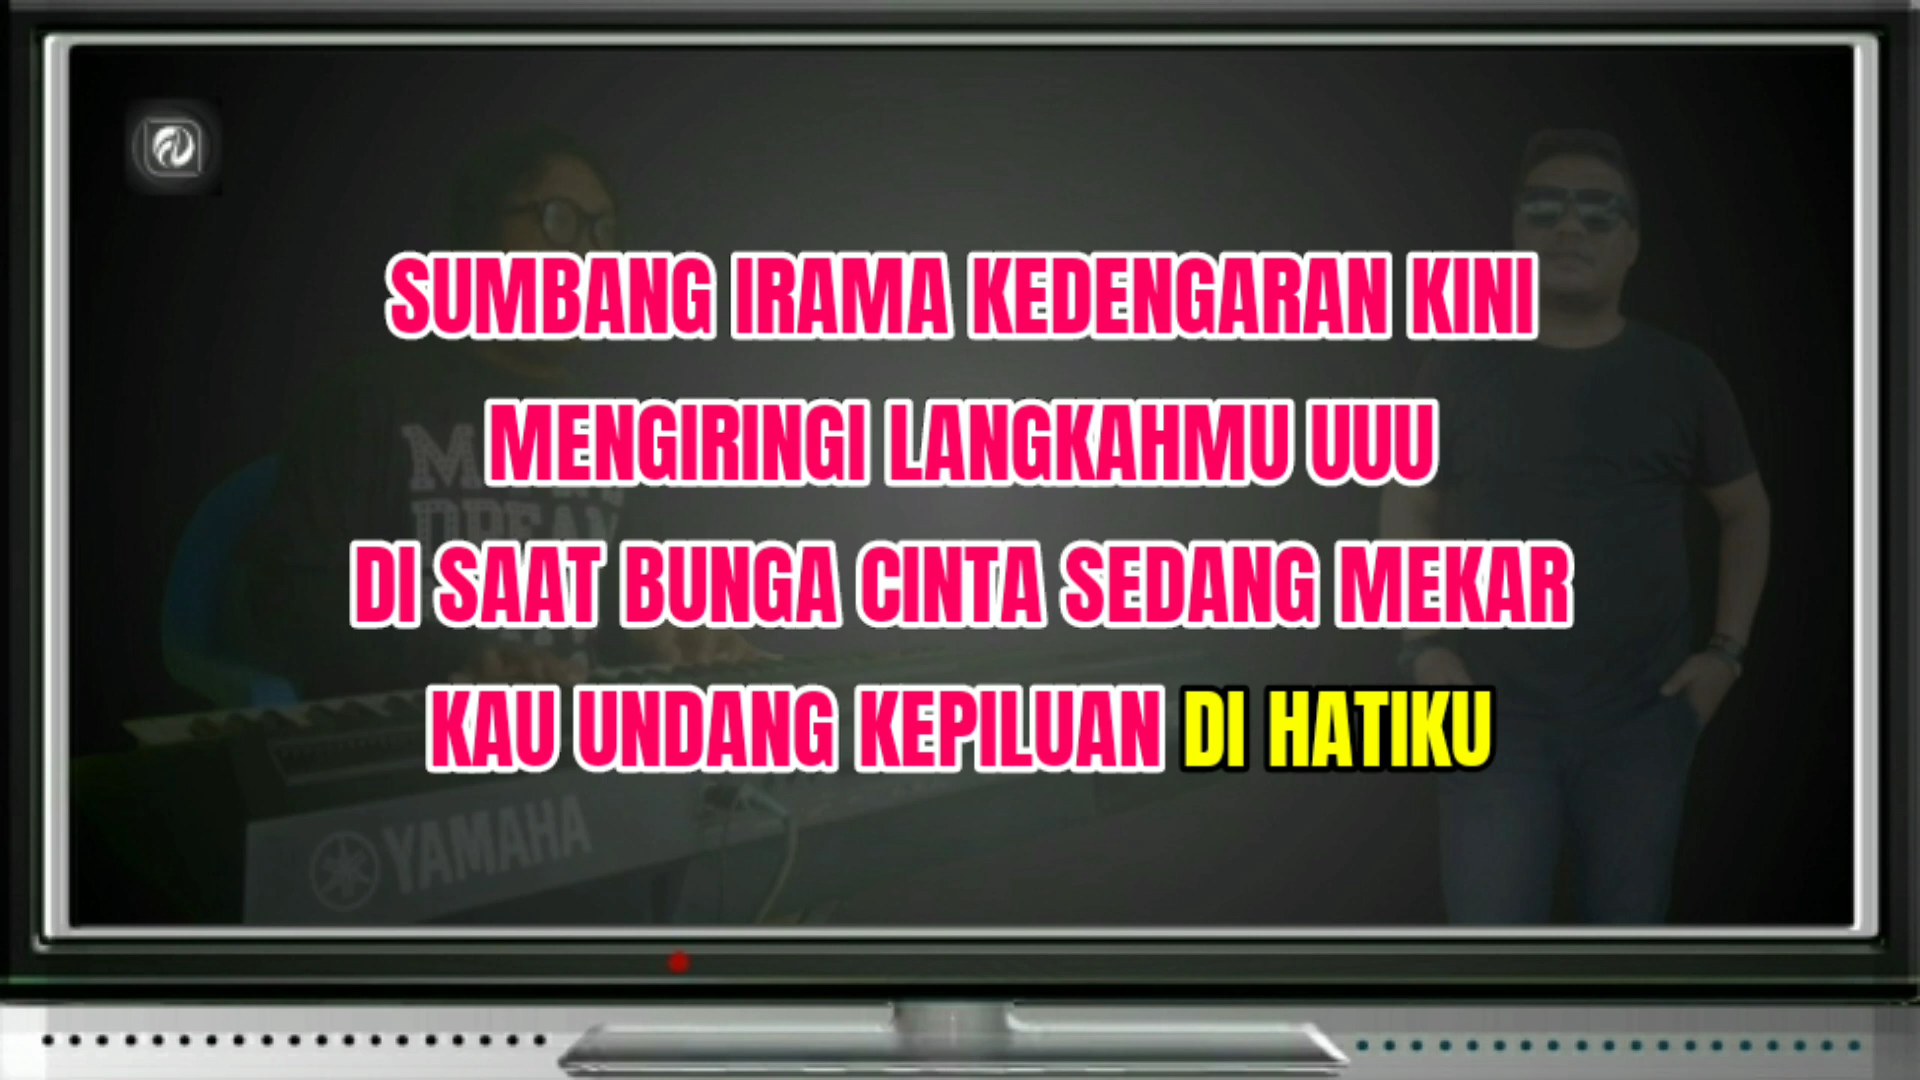 SUMBANG IRAMA KEDENGARAN KINI
MENGIRINGI LANGKAHMU UUU
DI SAAT BUNGA CINTA SEDANG MEKAR
KAU UNDANG KEPILUAN DI HATIKU
YAMAHA